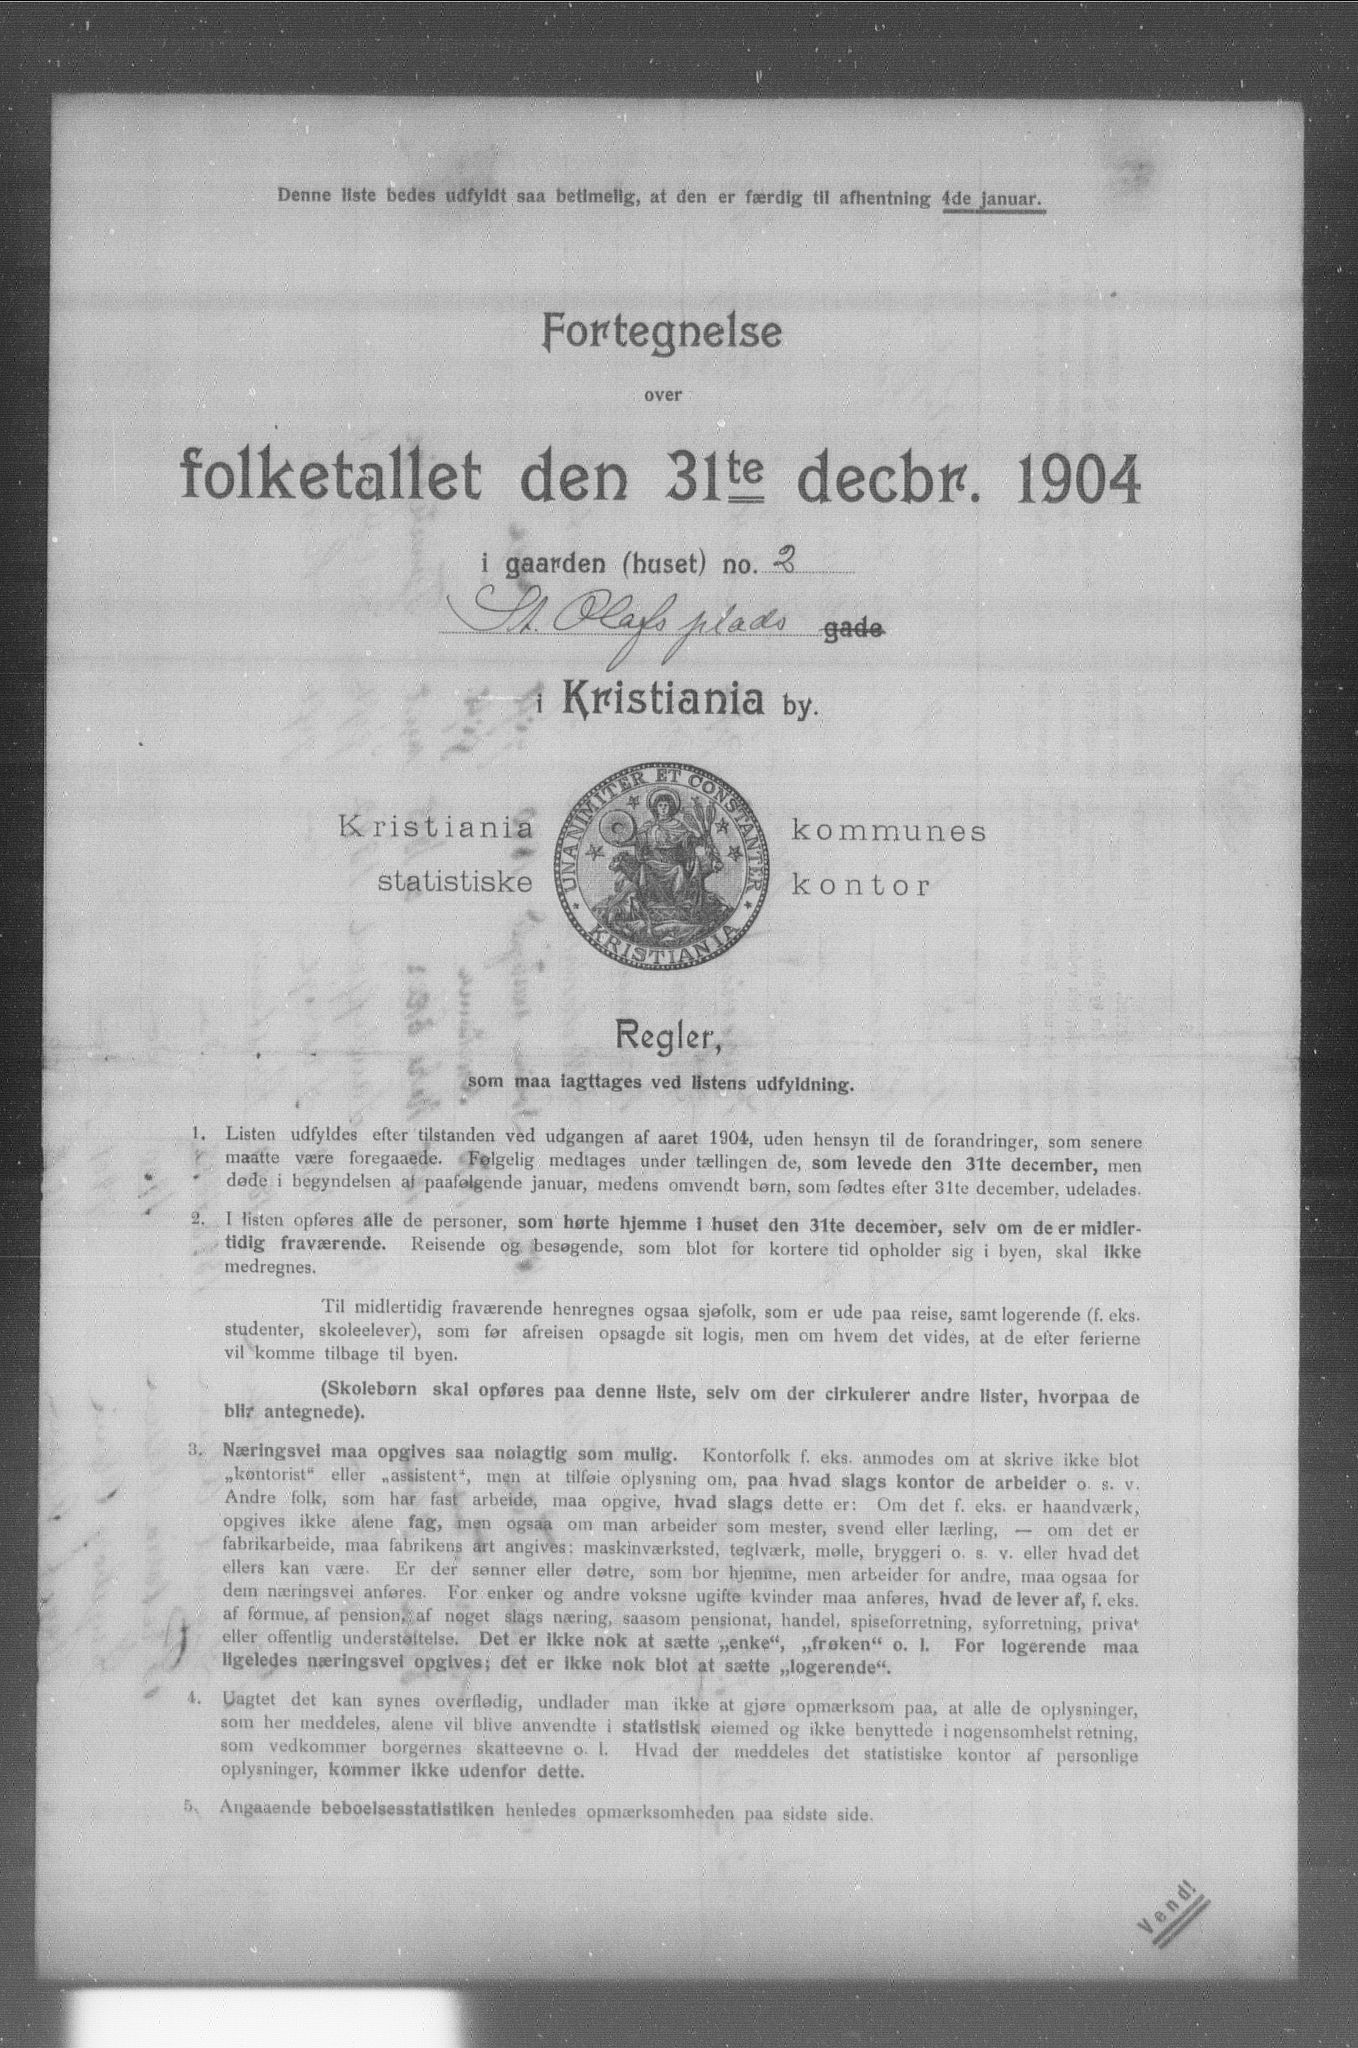 Denne liste bedes udfyldt saa betimelig, at den er færdig til afhentning 4de januar.
Fortegnelse
over
folketallet den 31te decbr. 1904
i gaarden (huset) no. 2
St. Olafs plads gade
i Kristiania by.
Kristiania kommunes
statistiske kontor
UNANIMITER ET CONSTANTER
KRISTIANIA
Regler,
som maa iagttages ved listens udfyldning.
1. Listen udfyldes efter tilstanden ved udgangen af aaret 1904, uden hensyn til de forandringer, som senere
maatte være foregaaede. Følgelig medtages under tællingen de, som levede den 31te december, men
døde i begyndelsen af paafølgende januar, medens omvendt børn, som fødtes efter 31te december, udelades.
2. I listen opføres alle de personer, som hørte hjemme i huset den 31te december, selv om de er midler-
tidig fraværende. Reisende og besøgende, som blot for kortere tid opholder sig i byen, skal ikke
medregnes.
Til midlertidig fraværende henregnes ogsaa sjøfolk, som er ude paa reise, samt logerende (f. eks.
studenter, skoleelever), som før afreisen opsagde sit logis, men om hvem det vides, at de efter ferierne
vil komme tilbage til byen.
(Skolebørn skal opføres paa denne liste, selv om der cirkulerer andre lister, hvorpaa de
blir antegnede).
3. Næringsvei maa opgives saa nøiagtig som mulig. Kontorfolk f. eks. anmodes om at skrive ikke blot
„kontorist“ eller „assistent“, men at tilføie oplysning om, paa hvad slags kontor de arbeider o. s. v.
Andre folk, som har fast arbeide, maa opgive, hvad slags dette er: Om det f. eks. er haandværk,
opgives ikke alene fag, men ogsaa om man arbeider som mester, svend eller lærling, — om det er
fabrikarbeide, maa fabrikens art angives: maskinværksted, teglværk, mølle, bryggeri o. s. v. eller hvad det
ellers kan være. Er der sønner eller døtre, som bor hjemme, men arbeider for andre, maa ogsaa for
dem næringsvei anføres. For enker og andre voksne ugifte kvinder maa anføres, hvad de lever af, f. eks.
af formue, af pension, af noget slags næring, saasom pensionat, handel, spiseforretning, syforretning, privat
eller offentlig understøttelse. Det er ikke nok at sætte „enke“, „frøken“ o. l. For logerende maa
ligeledes næringsvei opgives; det er ikke nok blot at sætte „logerende“.
4. Uagtet det kan synes overflødig, undlader man ikke at gjøre opmærksom paa, at alle de oplysninger,
som her meddeles, alene vil blive anvendte i statistisk øiemed og ikke benyttede i nogensomhelst retning,
som vedkommer borgernes skatteevne o. l. Hvad der meddeles det statistiske kontor af personlige
oplysninger, kommer ikke udenfor dette.
5. Angaaende beboelsesstatistiken henledes opmærksomheden paa sidste side.
Vend!